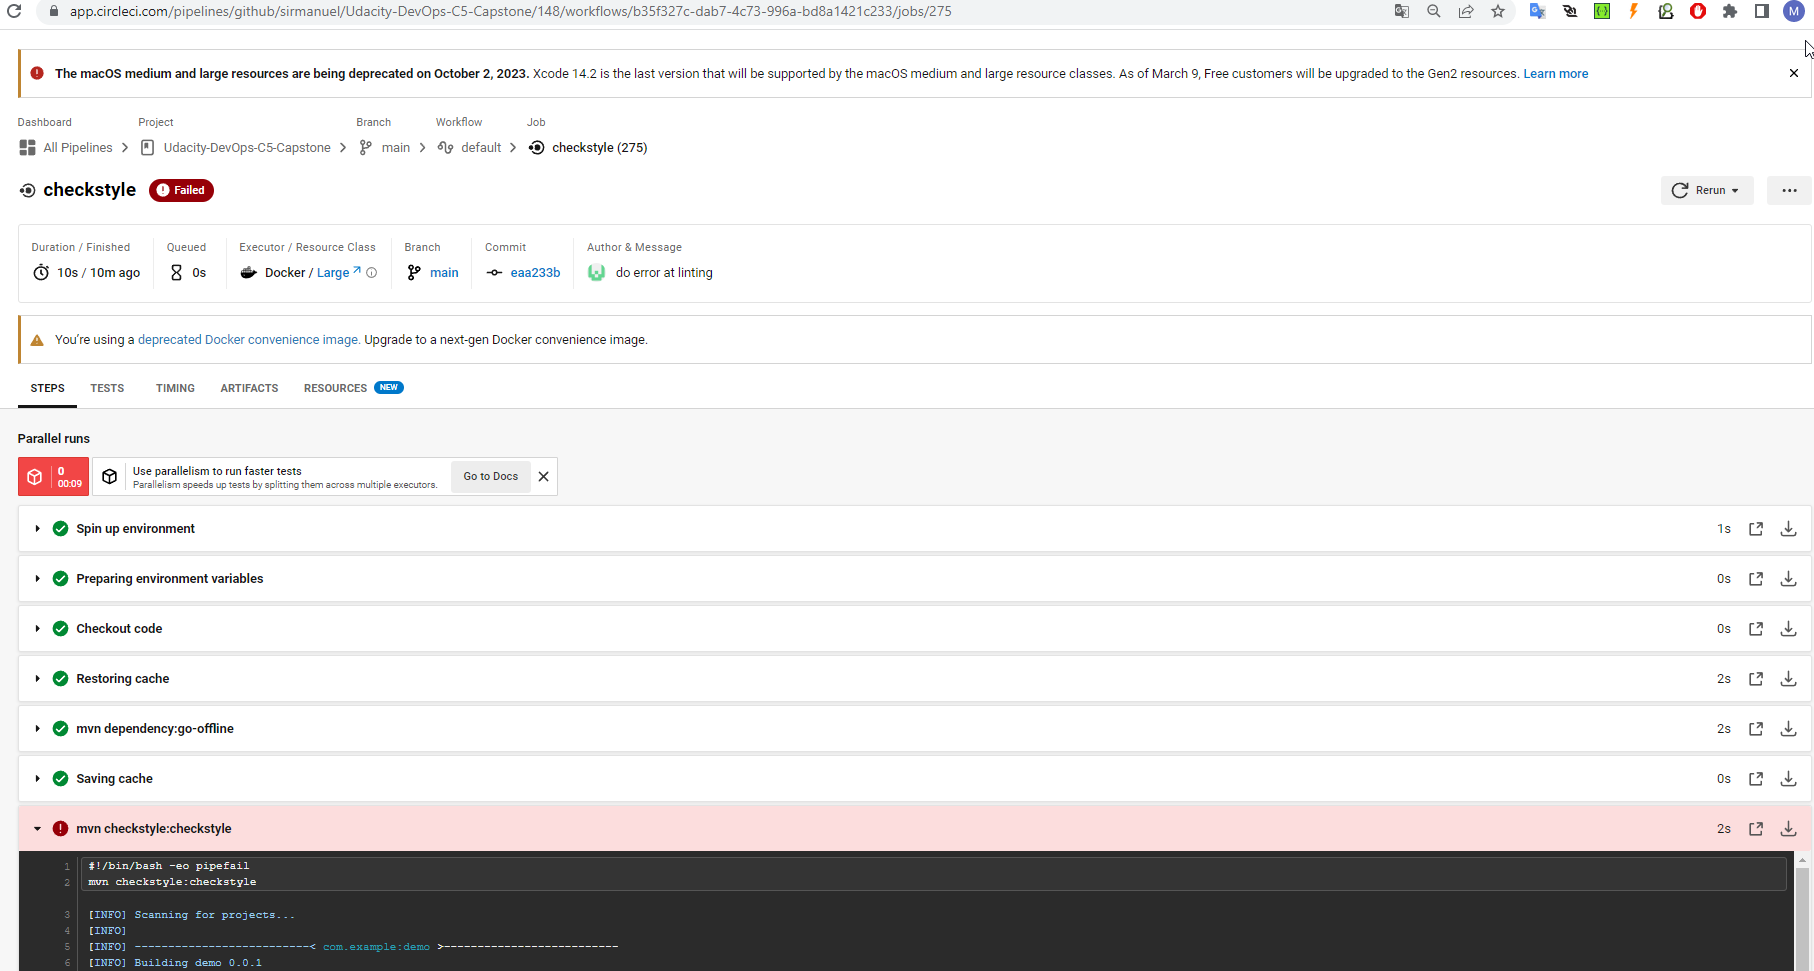 app.circleci.com/pipelines/github/sirmanuel/Udacity-DevOps-C5-Capstone/148/workflows/b35f327c-dab7-4c73-996a-bd8a1421c233/jobs/275
M
The macOS medium and large resources are being deprecated on October 2, 2023. Xcode 14.2 is the last version that will be supported by the macOS medium and large resource classes. As of March 9, Free customers will be upgraded to the Gen2 resources. Learn more
Dashboard Project Branch Workflow Job
All Pipelines Udacity-DevOps-C5-Capstone main default checkstyle (275)
checkstyle Failed Rerun
Duration / Finished Queued Executor / Resource Class Branch Commit Author & Message
10s / 10m ago 0s Docker / Large main eaa233b do error at linting
You're using a deprecated Docker convenience image. Upgrade to a next-gen Docker convenience image.
STEPS TESTS TIMING ARTIFACTS RESOURCES NEW
Parallel runs
0
00:09
Use parallelism to run faster tests
Parallelism speeds up tests by splitting them across multiple executors.
Go to Docs
Spin up environment 1s
Preparing environment variables 0s
Checkout code 0s
Restoring cache 2s
mvn dependency:go-offline 2s
Saving cache 0s
mvn checkstyle:checkstyle 2s
1 #!/bin/bash -eo pipefail
2 mvn checkstyle:checkstyle
3 [INFO] Scanning for projects...
4 [INFO]
5 [INFO] --------------------------< com.example:demo >--------------------------
6 [INFO] Building demo 0.0.1